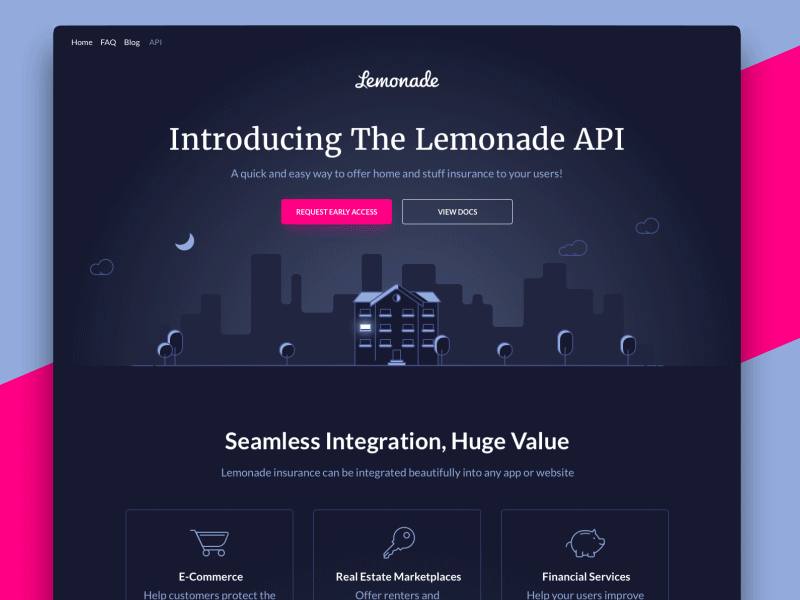 Home FAQ Blog API
Lemonade
Introducing The Lemonade API
A quick and easy way to offer home and stuff insurance to your users!
REQUEST EARLY ACCESS VIEW DOCS
Seamless Integration, Huge Value
Lemonade insurance can be integrated beautifully into any app or website
E-Commerce Real Estate Marketplaces Financial Services
Help customers protect the Offer renters and Help your users improve